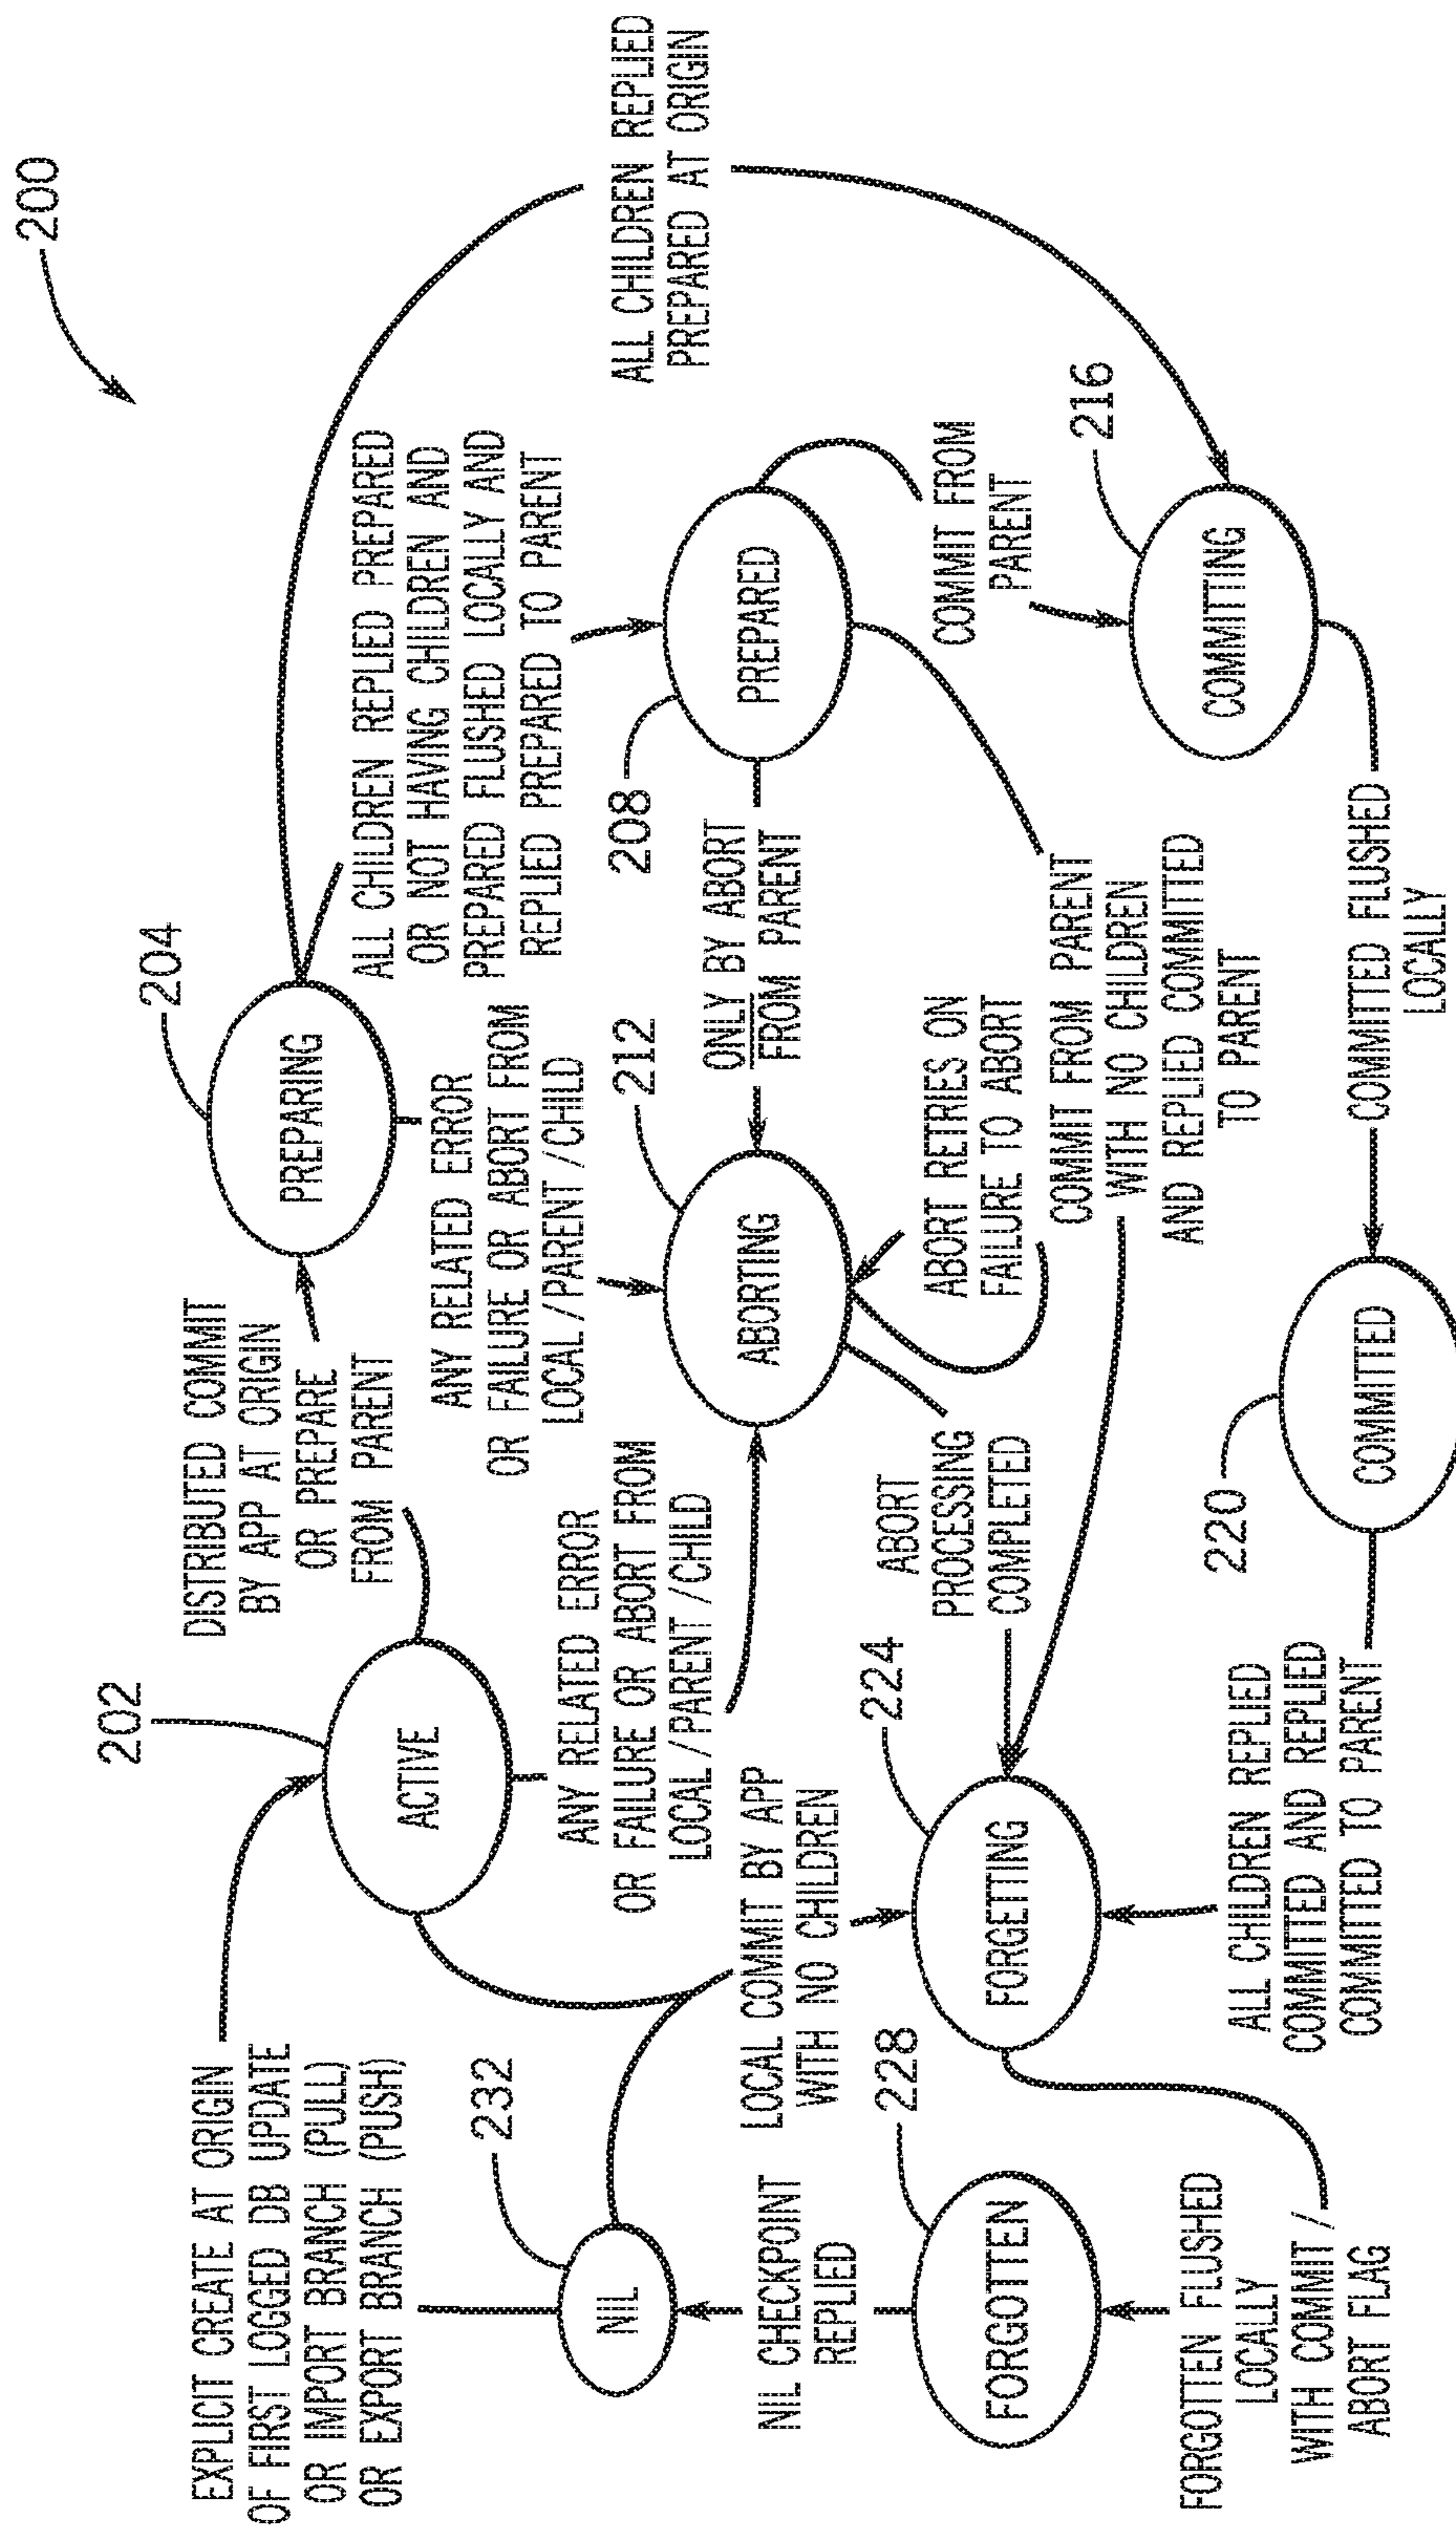 200
EXPLICIT CREATE AT ORIGIN
OF FIRST LOGGED DB UPDATE
OR IMPORT BRANCH (PULL)
OR EXPORT BRANCH (PUSH)
202
ACTIVE
DISTRIBUTED COMMIT
BY APP AT ORIGIN
OR PREPARE
FROM PARENT
204
PREPARING
ALL CHILDREN REPLIED PREPARED
OR NOT HAVING CHILDREN AND
PREPARED FLUSHED LOCALLY AND
REPLIED PREPARED TO PARENT
ALL CHILDREN REPLIED
PREPARED AT ORIGIN
232
NIL
ANY RELATED ERROR
OR FAILURE OR ABORT FROM
LOCAL/PARENT/CHILD
ANY RELATED ERROR
OR FAILURE OR ABORT FROM
LOCAL/PARENT/CHILD
212
ABORTING
ONLY BY ABORT
FROM PARENT
208
PREPARED
COMMIT FROM
PARENT
NIL CHECKPOINT
REPLIED
LOCAL COMMIT BY APP
WITH NO CHILDREN
228
FORGOTTEN
224
FORGETTING
ABORT
PROCESSING
COMPLETED
ABORT RETRIES ON
FAILURE TO ABORT
COMMIT FROM PARENT
WITH NO CHILDREN
AND REPLIED COMMITTED
TO PARENT
216
COMMITTING
FORGOTTEN FLUSHED
LOCALLY
WITH COMMIT /
ABORT FLAG
ALL CHILDREN REPLIED
COMMITTED AND REPLIED
COMMITTED TO PARENT
220
COMMITTED
COMMITTED FLUSHED
LOCALLY